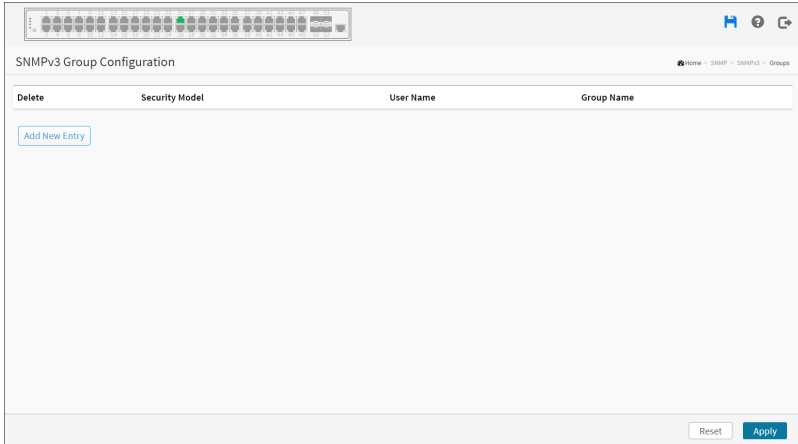 SNMPv3 Group Configuration
Home > SNMP > SNMPv3 > Groups
Delete Security Model User Name Group Name
Add New Entry
Reset Apply